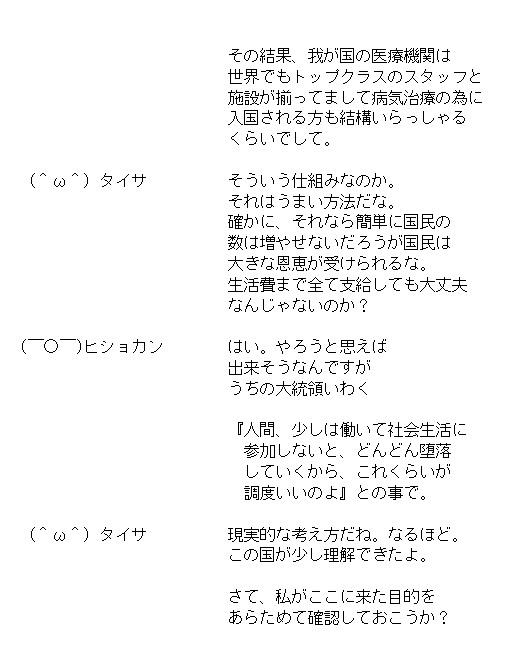 その結果、我が国の医療機関は
世界でもトップクラスのスタッフと
施設が揃ってまして病気治療の為に
入国される方も結構いらっしゃる
くらいでして。
（＾ω＾）タイサ　そういう仕組みなのか。
それはうまい方法だな。
確かに、それなら簡単に国民の
数は増やせないだろうが国民は
大きな恩恵が受けられるな。
生活費まで全て支給しても大丈夫
なんじゃないのか？
(￣〇￣)ヒショカン　はい。やろうと思えば
出来そうなんですが
うちの大統領いわく
『人間、少しは働いて社会生活に
参加しないと、どんどん堕落
していくから、これくらいが
調度いいのよ』との事で。
（＾ω＾）タイサ　現実的な考え方だね。なるほど。
この国が少し理解できたよ。
さて、私がここに来た目的を
あらためて確認しておこうか？